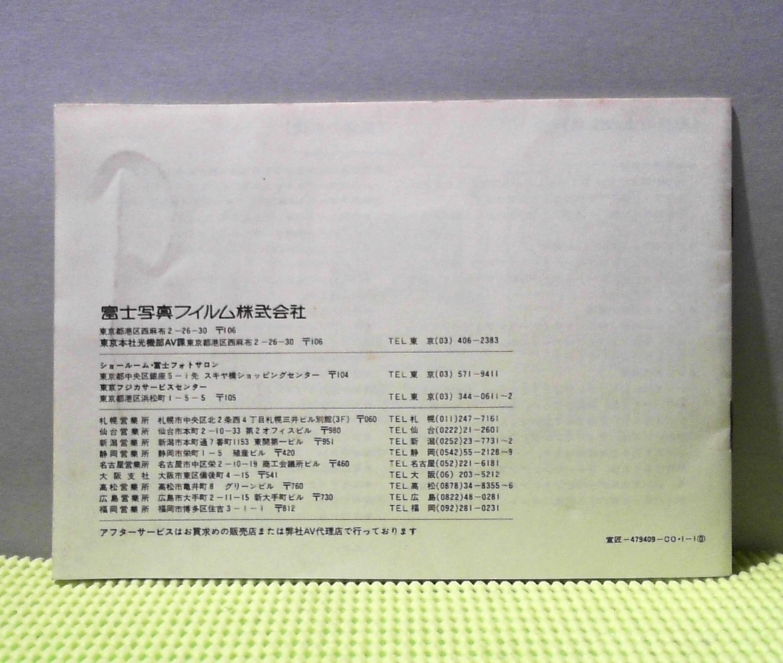 富士写真フイルム株式会社
東京都港区西麻布2-26-30 〒106
東京本社光機部AV課 東京都港区西麻布2-26-30 〒106 TEL 東 京(03) 406-2383
ショールーム・富士フォトサロン
東京都中央区銀座5-1先 スキヤ橋ショッピングセンター 〒104 TEL 東 京(03) 571-9411
東京フジカサービスセンター
東京都港区浜松町1-5-5 〒105 TEL 東 京(03) 344-0611~2
札幌営業所 札幌市中央区北2条西4丁目札幌三井ビル別館(3F) 〒060 TEL 札 幌(011)247-7161
仙台営業所 仙台市本町2-10-33 第2オフィスビル 〒980 TEL 仙 台(0222)21-2601
新潟営業所 新潟市本町通7番町1153 東開第一ビル 〒951 TEL 新 潟(0252)23-7731~2
静岡営業所 静岡市栄町1-5 殖産ビル 〒420 TEL 静 岡(0542)55-2128~9
名古屋営業所 名古屋市中区栄2-10-19 商工会議所ビル 〒460 TEL 名古屋(052)221-6181
大阪支社 大阪市東区備後町4-15 〒541 TEL 大 阪(06) 203-5212
高松営業所 高松市亀井町8 グリーンビル 〒760 TEL 高 松(0878)34-8355~6
広島営業所 広島市大手町2-11-15 新大手町ビル 〒730 TEL 広 島(0822)48-0281
福岡営業所 福岡市博多区住吉3-1-1 〒812 TEL 福 岡(092)281-0231
アフターサービスはお買求めの販売店または弊社AV代理店で行っております
-479409-CO・1-1